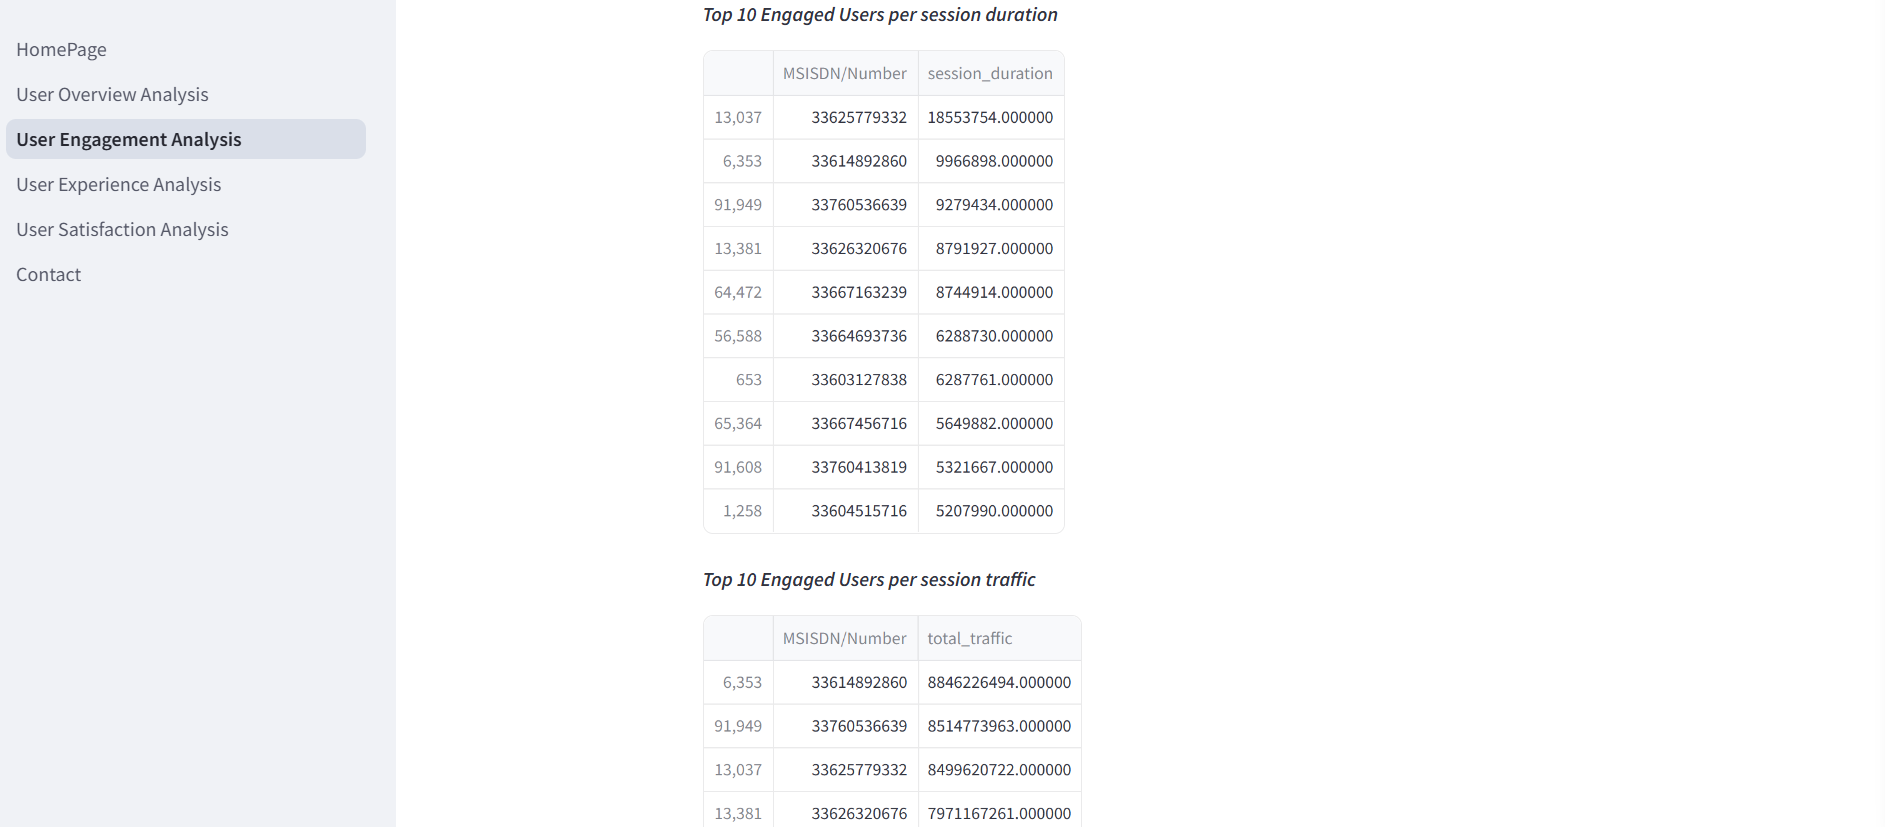 HomePage
User Overview Analysis
User Engagement Analysis
User Experience Analysis
User Satisfaction Analysis
Contact
Top 10 Engaged Users per session duration
MSISDN/Number session_duration
13,037 33625779332 18553754.000000
6,353 33614892860 9966898.000000
91,949 33760536639 9279434.000000
13,381 33626320676 8791927.000000
64,472 33667163239 8744914.000000
56,588 33664693736 6288730.000000
653 33603127838 6287761.000000
65,364 33667456716 5649882.000000
91,608 33760413819 5321667.000000
1,258 33604515716 5207990.000000
Top 10 Engaged Users per session traffic
MSISDN/Number total_traffic
6,353 33614892860 8846226494.000000
91,949 33760536639 8514773963.000000
13,037 33625779332 8499620722.000000
13,381 33626320676 7971167261.000000